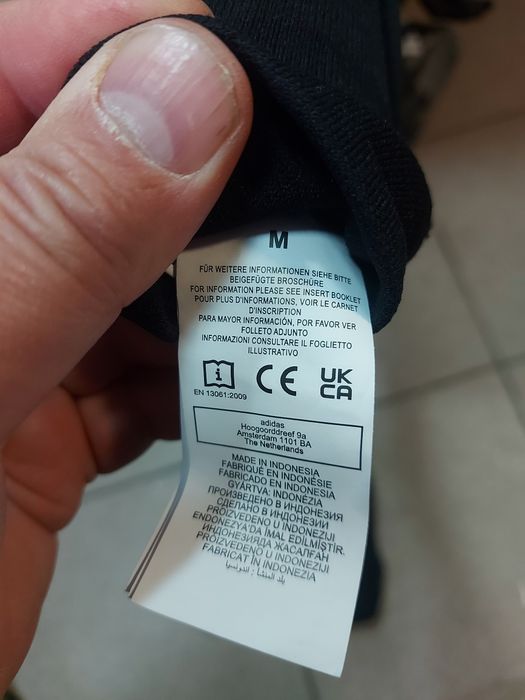 M
FÜR WEITERE INFORMATIONEN SIEHE BITTE
BEIGEFÜGTE BROSCHÜRE
FOR INFORMATION PLEASE SEE INSERT BOOKLET
POUR PLUS D'INFORMATIONS, VOIR LE CARNET
D'INSCRIPTION
PARA MAYOR INFORMACIÓN, POR FAVOR VER
FOLLETO ADJUNTO
INFORMAZIONI CONSULTARE IL FOGLIETTO
ILLUSTRATIVO
i CE UK CA
EN 13061:2009
adidas
Hoogoorddreef 9a
Amsterdam 1101 BA
The Netherlands
MADE IN INDONESIA
FABRIQUÉ EN INDONÉSIE
FABRICADO EN INDONESIA
GYÁRTVA: INDONÉZIA
ПРОИЗВЕДЕНО В ИНДОНЕЗИЯ
СДЕЛАНО В ИНДОНЕЗИИ
PROIZVEDENO U INDONEZIJI
ENDONEZYA'DA İMAL EDİLMİŞTİR.
ИНДОНЕЗИЯДА ЖАСАЛҒАН
PROIZVEDENO U INDONEZIJI
FABRICAT ÎN INDONEZIA
بلد المنشأ : اندونيسيا